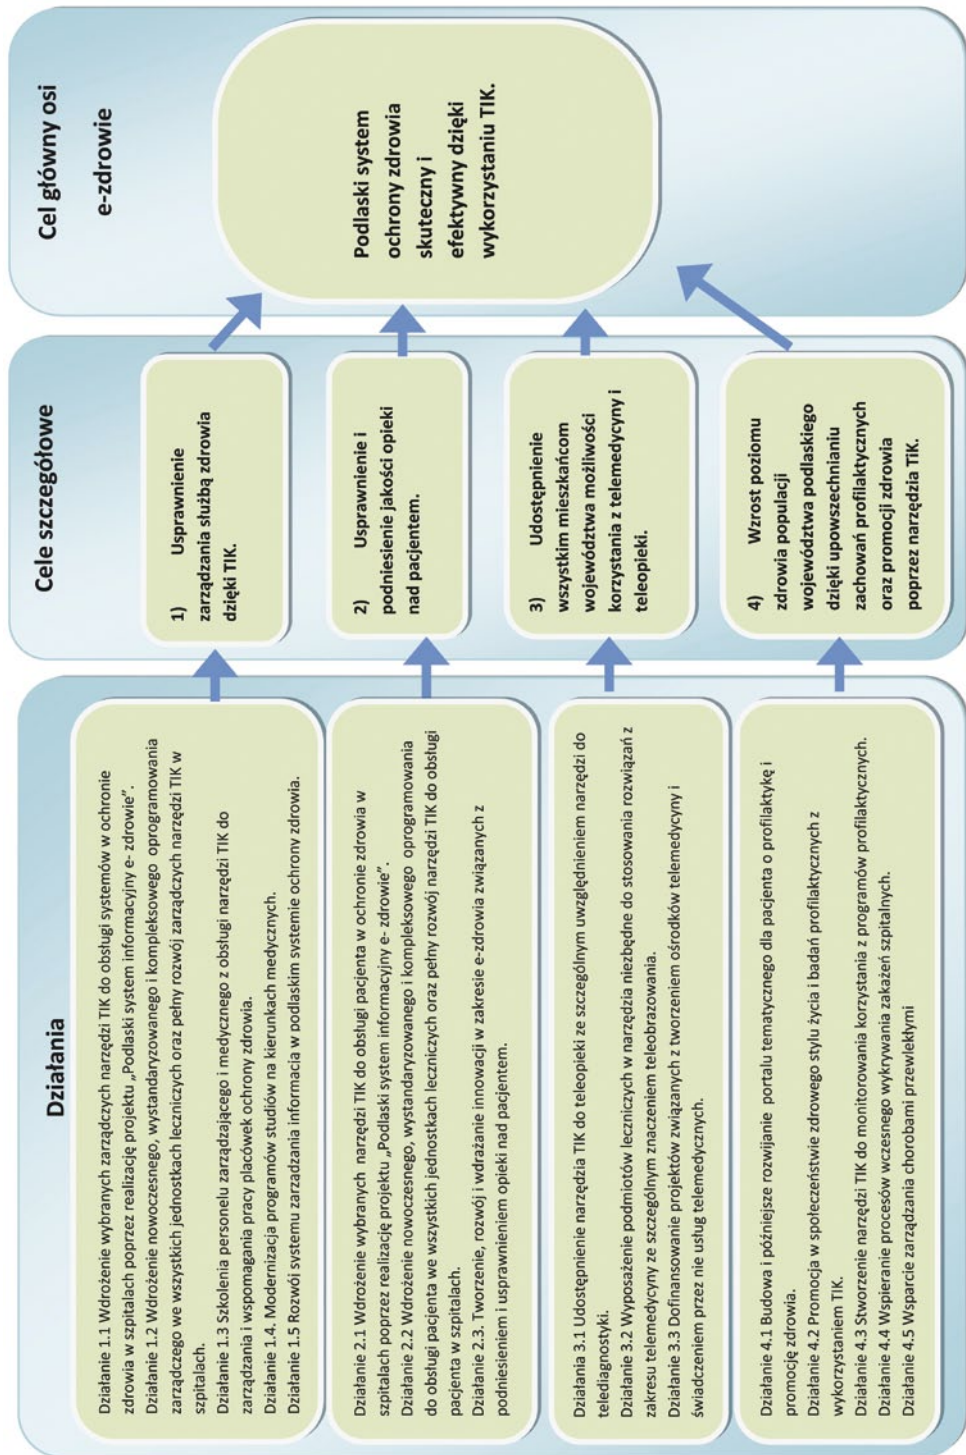 Działania
Działanie 1.1 Wdrożenie wybranych zarządczych narzędzi TIK do obsługi systemów w ochronie
zdrowia w szpitalach poprzez realizację projektu „Podlaski system informacyjny e- zdrowie”.
Działanie 1.2 Wdrożenie nowoczesnego, wystandaryzowanego i kompleksowego oprogramowania
zarządczego we wszystkich jednostkach leczniczych oraz pełny rozwój zarządczych narzędzi TIK w
szpitalach.
Działanie 1.3 Szkolenia personelu zarządzającego i medycznego z obsługi narzędzi TIK do
zarządzania i wspomagania pracy placówek ochrony zdrowia.
Działanie 1.4. Modernizacja programów studiów na kierunkach medycznych.
Działanie 1.5 Rozwój systemu zarządzania informacja w podlaskim systemie ochrony zdrowia.
Działanie 2.1 Wdrożenie wybranych narzędzi TIK do obsługi pacjenta w ochronie zdrowia w
szpitalach poprzez realizację projektu „Podlaski system informacyjny e- zdrowie”.
Działanie 2.2 Wdrożenie nowoczesnego, wystandaryzowanego i kompleksowego oprogramowania
do obsługi pacjenta we wszystkich jednostkach leczniczych oraz pełny rozwój narzędzi TIK do obsługi
pacjenta w szpitalach.
Działanie 2.3. Tworzenie, rozwój i wdrażanie innowacji w zakresie e-zdrowia związanych z
podniesieniem i usprawnieniem opieki nad pacjentem.
Działania 3.1 Udostępnienie narzędzia TIK do teleopieki ze szczególnym uwzględnieniem narzędzi do
telediagnostyki.
Działanie 3.2 Wyposażenie podmiotów leczniczych w narzędzia niezbędne do stosowania rozwiązań z
zakresu telemedycyny ze szczególnym znaczeniem teleobrazowania.
Działanie 3.3 Dofinansowanie projektów związanych z tworzeniem ośrodków telemedycyny i
świadczeniem przez nie usług telemedycznych.
Działanie 4.1 Budowa i późniejsze rozwijanie portalu tematycznego dla pacjenta o profilaktykę i
promocję zdrowia.
Działanie 4.2 Promocja w społeczeństwie zdrowego stylu życia i badań profilaktycznych z
wykorzystaniem TIK.
Działanie 4.3 Stworzenie narzędzi TIK do monitorowania korzystania z programów profilaktycznych.
Działanie 4.4 Wspieranie procesów wczesnego wykrywania zakażeń szpitalnych.
Działanie 4.5 Wsparcie zarządzania chorobami przewlekłymi
Cele szczegółowe
1) Usprawnienie
zarządzania służbą zdrowia
dzięki TIK.
2) Usprawnienie i
podniesienie jakości opieki
nad pacjentem.
3) Udostępnienie
wszystkim mieszkańcom
województwa możliwości
korzystania z telemedycyny i
teleopieki.
4) Wzrost poziomu
zdrowia populacji
województwa podlaskiego
dzięki upowszechnianiu
zachowań profilaktycznych
oraz promocji zdrowia
poprzez narzędzia TIK.
Cel główny osi
e-zdrowie
Podlaski system
ochrony zdrowia
skuteczny i
efektywny dzięki
wykorzystaniu TIK.